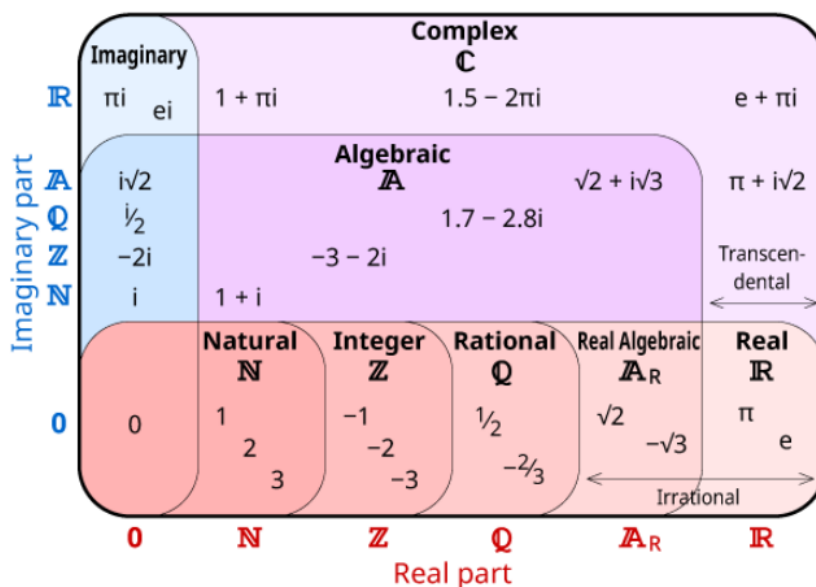 Complex
Imaginary
ℂ
ℝ πi ei 1 + πi 1.5 − 2πi e + πi
Algebraic
𝔸 i√2 𝔸 √2 + i√3 π + i√2
ℚ i/2 1.7 − 2.8i
ℤ −2i −3 − 2i Transcen-
dental
ℕ i 1 + i
Imaginary part
Natural Integer Rational Real Algebraic Real
ℕ ℤ ℚ 𝔸R ℝ
0 0 1 −1 1/2 √2 π
2 −2 −2/3 −√3 e
3 −3
Irrational
0 ℕ ℤ ℚ 𝔸R ℝ
Real part